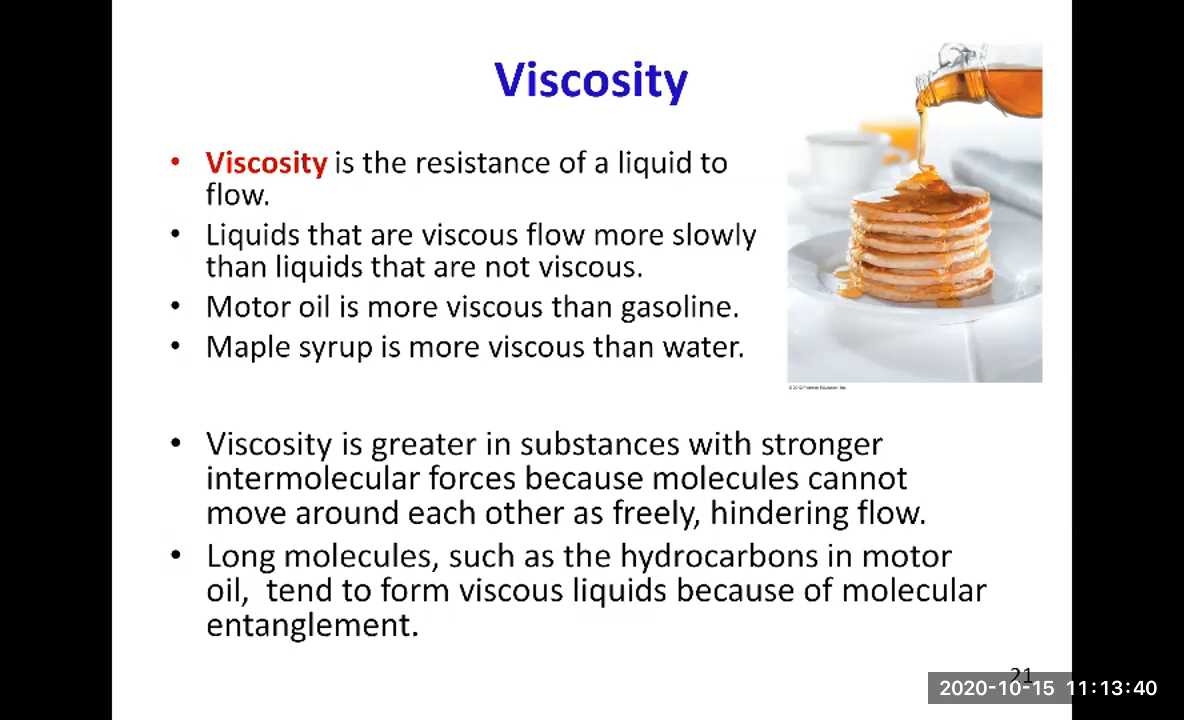 Viscosity
• Viscosity is the resistance of a liquid to
flow.
• Liquids that are viscous flow more slowly
than liquids that are not viscous.
• Motor oil is more viscous than gasoline.
• Maple syrup is more viscous than water.
© 2012 Pearson Education, Inc.
• Viscosity is greater in substances with stronger
intermolecular forces because molecules cannot
move around each other as freely, hindering flow.
• Long molecules, such as the hydrocarbons in motor
oil,  tend to form viscous liquids because of molecular
entanglement.
21
2020-10-15 11:13:40